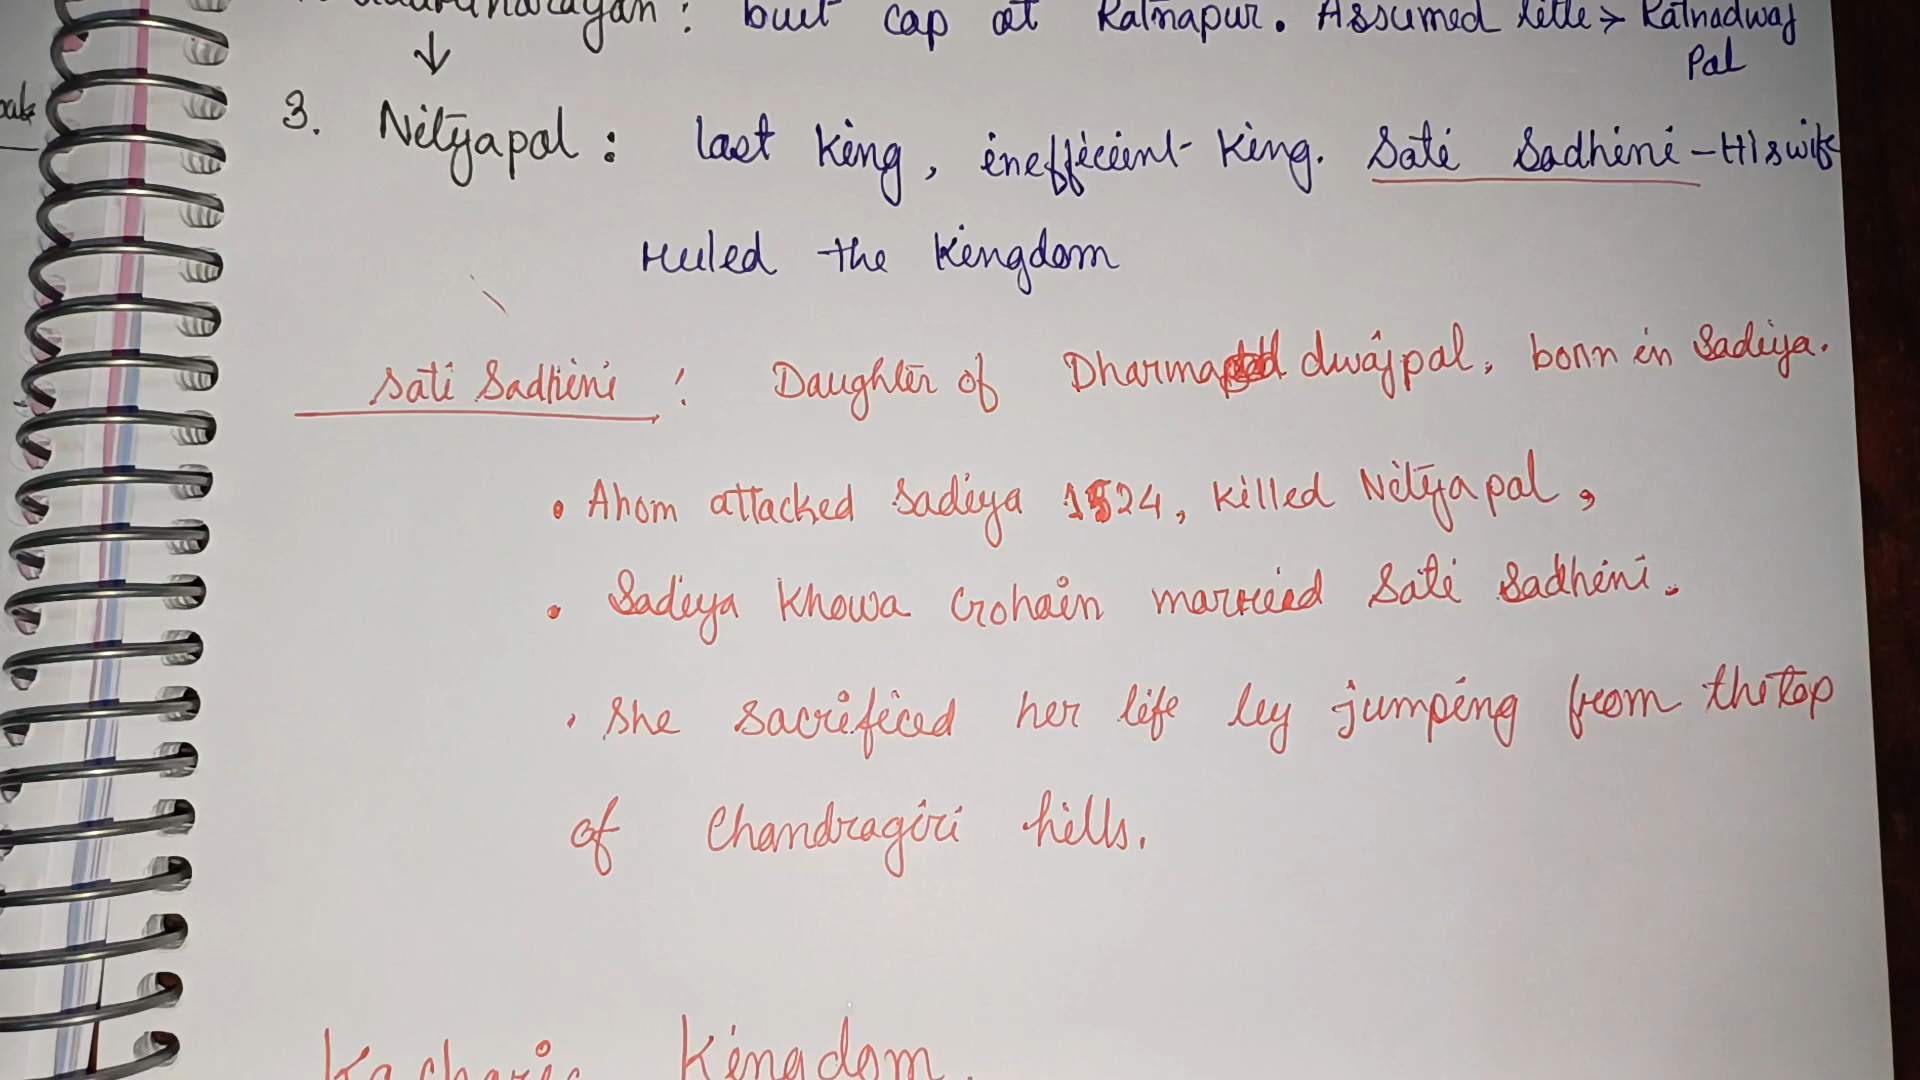 built cap at Ratnapur. Assumed title > Ratnadwaj
Pal
3. Nityapal : last king, inefficient king. Sati Sadhini - His wife
ruled the kingdom
Sati Sadhini : Daughter of Dharma dwajpal, born in Sadiya.
• Ahom attacked Sadiya 1524, killed Nityapal,
• Sadiya Khowa Gohain married Sati Sadhini.
• She sacrificed her life by jumping from the top
of Chandragiri hills.
Kachari Kingdom.